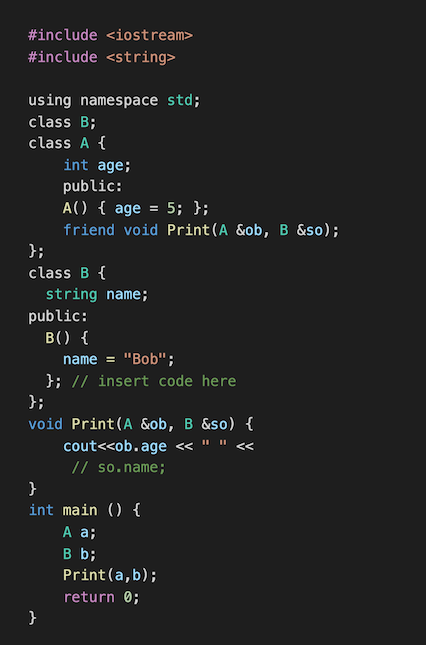 #include <iostream>
#include <string>

using namespace std;
class B;
class A {
    int age;
    public:
    A() { age = 5; };
    friend void Print(A &ob, B &so);
};
class B {
  string name;
public:
  B() {
    name = "Bob";
  }; // insert code here
};
void Print(A &ob, B &so) {
    cout<<ob.age << " " <<
     // so.name;
}
int main () {
    A a;
    B b;
    Print(a,b);
    return 0;
}